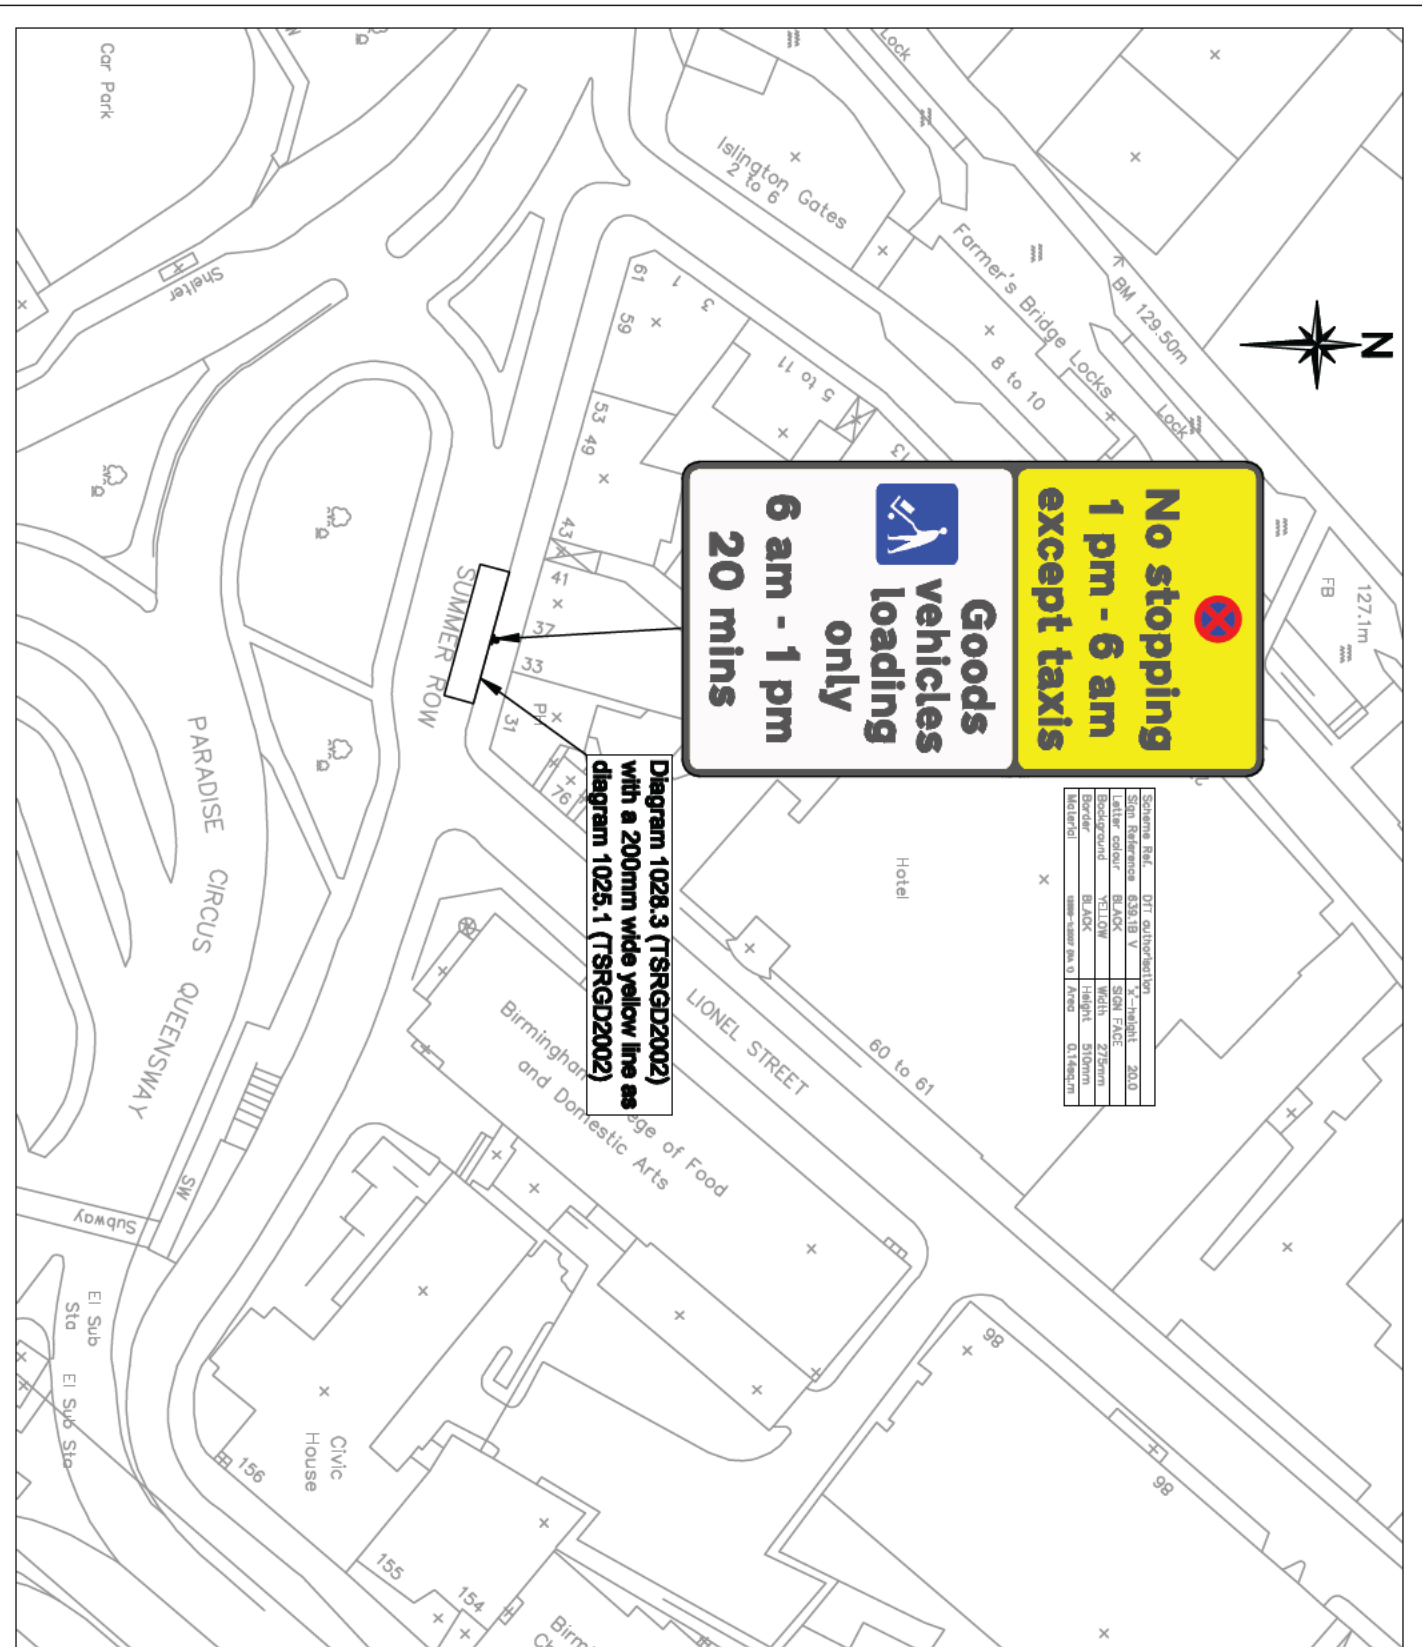 No stopping
1 pm - 6 am
except taxis
Goods
vehicles
loading
only
6 am - 1 pm
20 mins
Diagram 1028.3 (TSRGD2002)
with a 200mm wide yellow line as
diagram 1025.1 (TSRGD2002)
Scheme Ref. DfT authorisation
Sign Reference 639.1B V 'x'-height 20.0
Letter colour BLACK SIGN FACE
Background YELLOW Width 275mm
Border BLACK Height 510mm
Material Area 0.14sq.m
N
Car Park
Lock
Islington Gates
2 to 6
Farmer's Bridge Locks
BM 129.50m
Lock
8 to 10
Shelter
61
59
1
3
5 to 11
13
53
49
43
41
37
33
31
PH
76
FB
127.1m
SUMMER ROW
PARADISE CIRCUS QUEENSWAY
Hotel
LIONEL STREET
60 to 61
Birmingham
ege of Food
and Domestic Arts
SW
Subway
El Sub
Sta
El Sub Sta
Civic
House
156
155
154
98
98
Birm